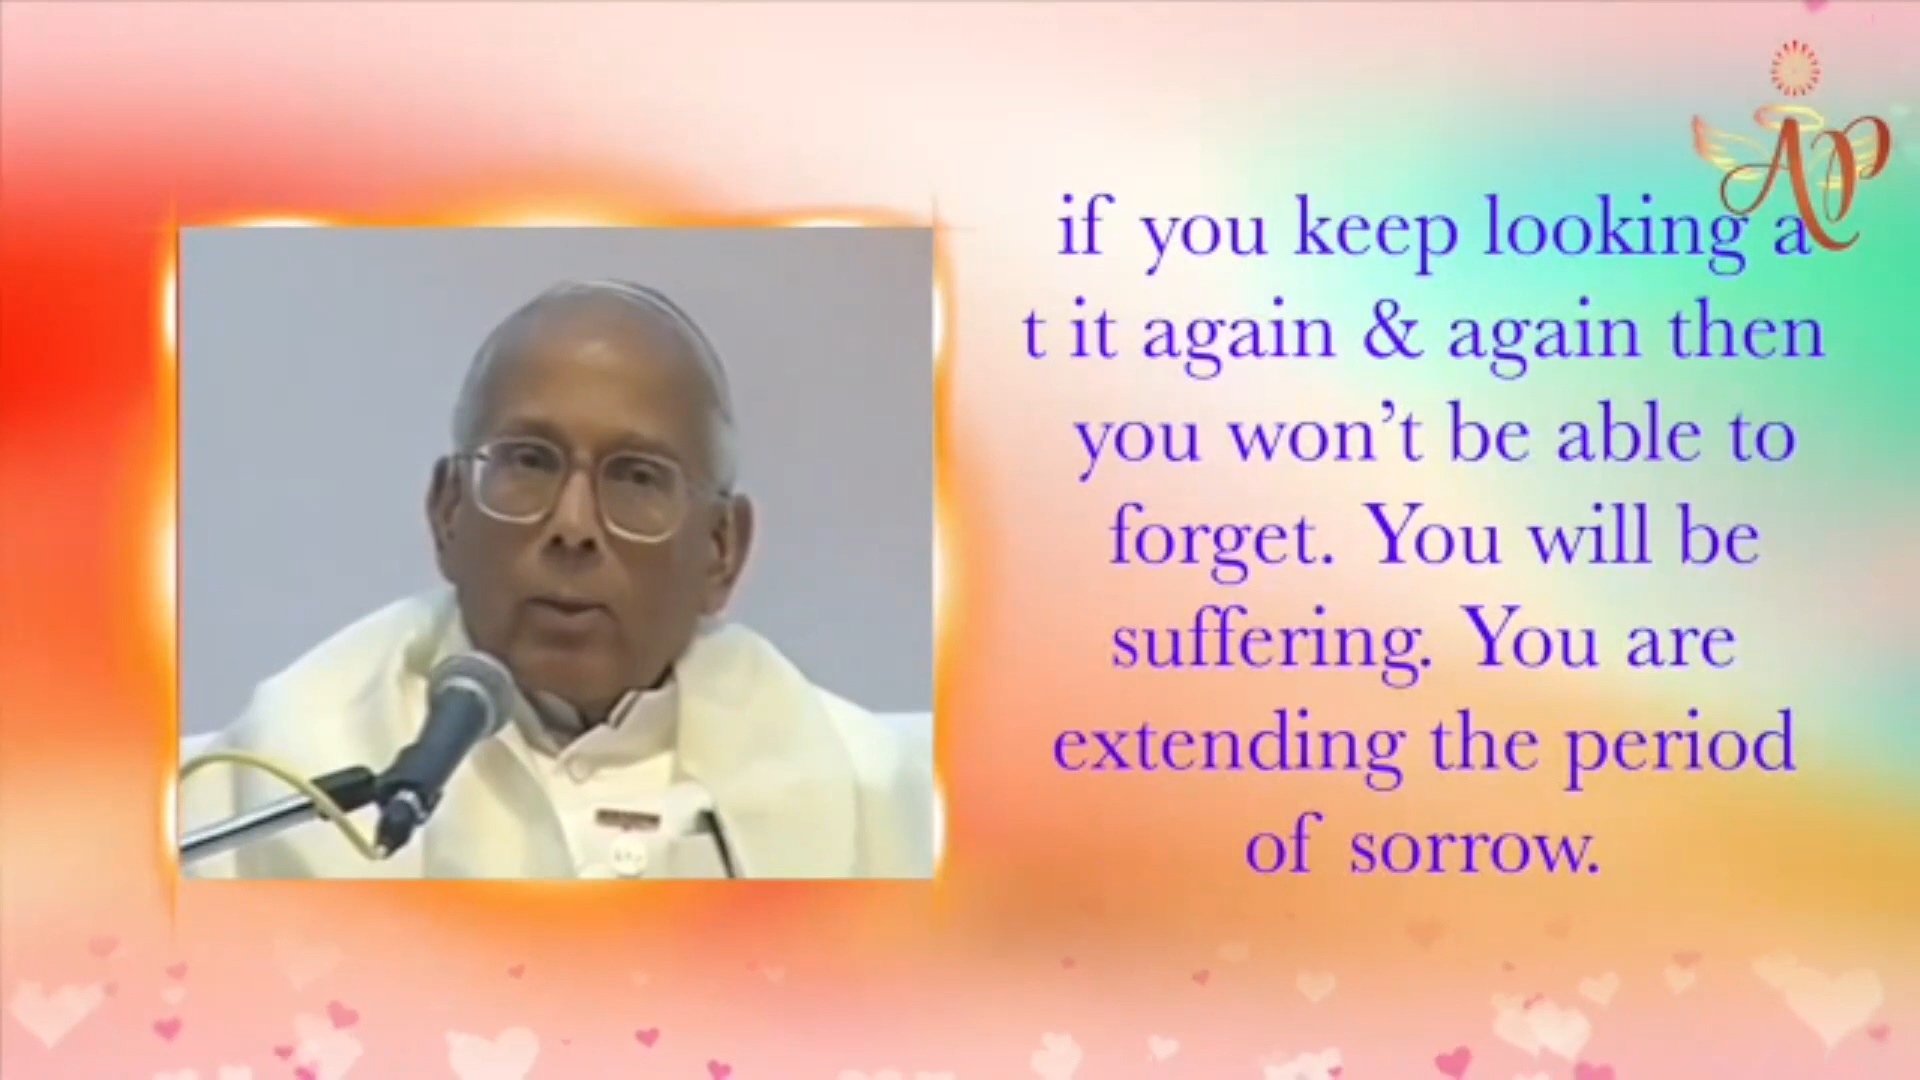 AP
if you keep looking a
t it again & again then
you won't be able to
forget. You will be
suffering. You are
extending the period
of sorrow.